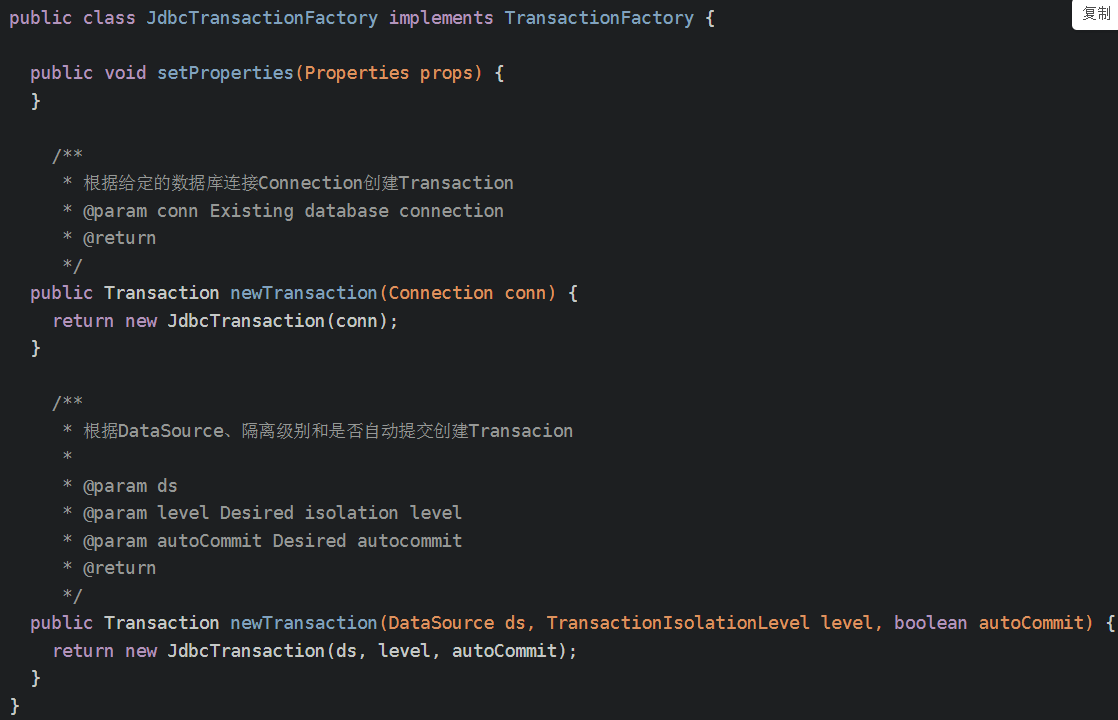 public class JdbcTransactionFactory implements TransactionFactory {
复制
public void setProperties(Properties props) {
}
/**
* 根据给定的数据库连接Connection创建Transaction
* @param conn Existing database connection
* @return
*/
public Transaction newTransaction(Connection conn) {
return new JdbcTransaction(conn);
}
/**
* 根据DataSource、隔离级别和是否自动提交创建Transacion
*
* @param ds
* @param level Desired isolation level
* @param autoCommit Desired autocommit
* @return
*/
public Transaction newTransaction(DataSource ds, TransactionIsolationLevel level, boolean autoCommit) {
return new JdbcTransaction(ds, level, autoCommit);
}
}